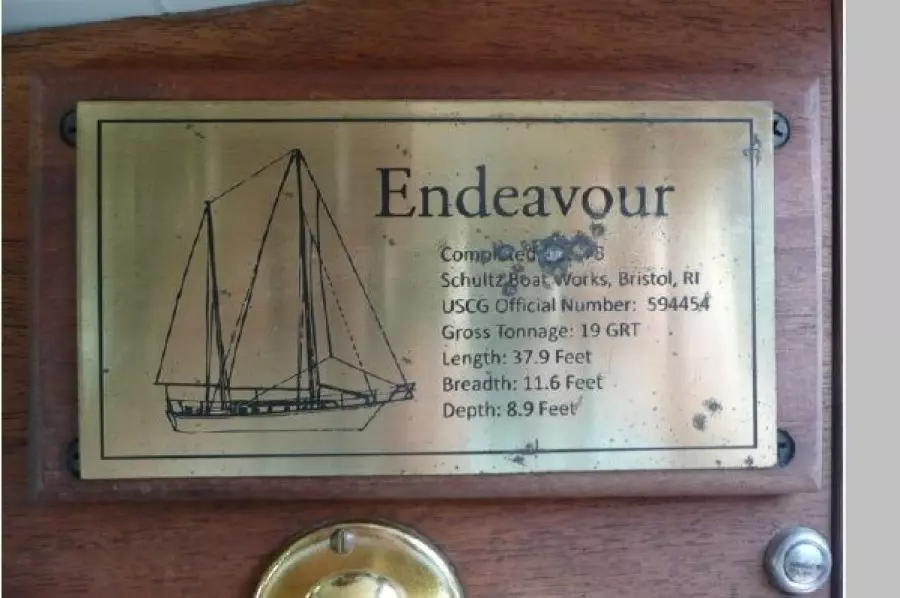 Endeavour
Completed
Schultz Boat Works, Bristol, RI
USCG Official Number: 594454
Gross Tonnage: 19 GRT
Length: 37.9 Feet
Breadth: 11.6 Feet
Depth: 8.9 Feet